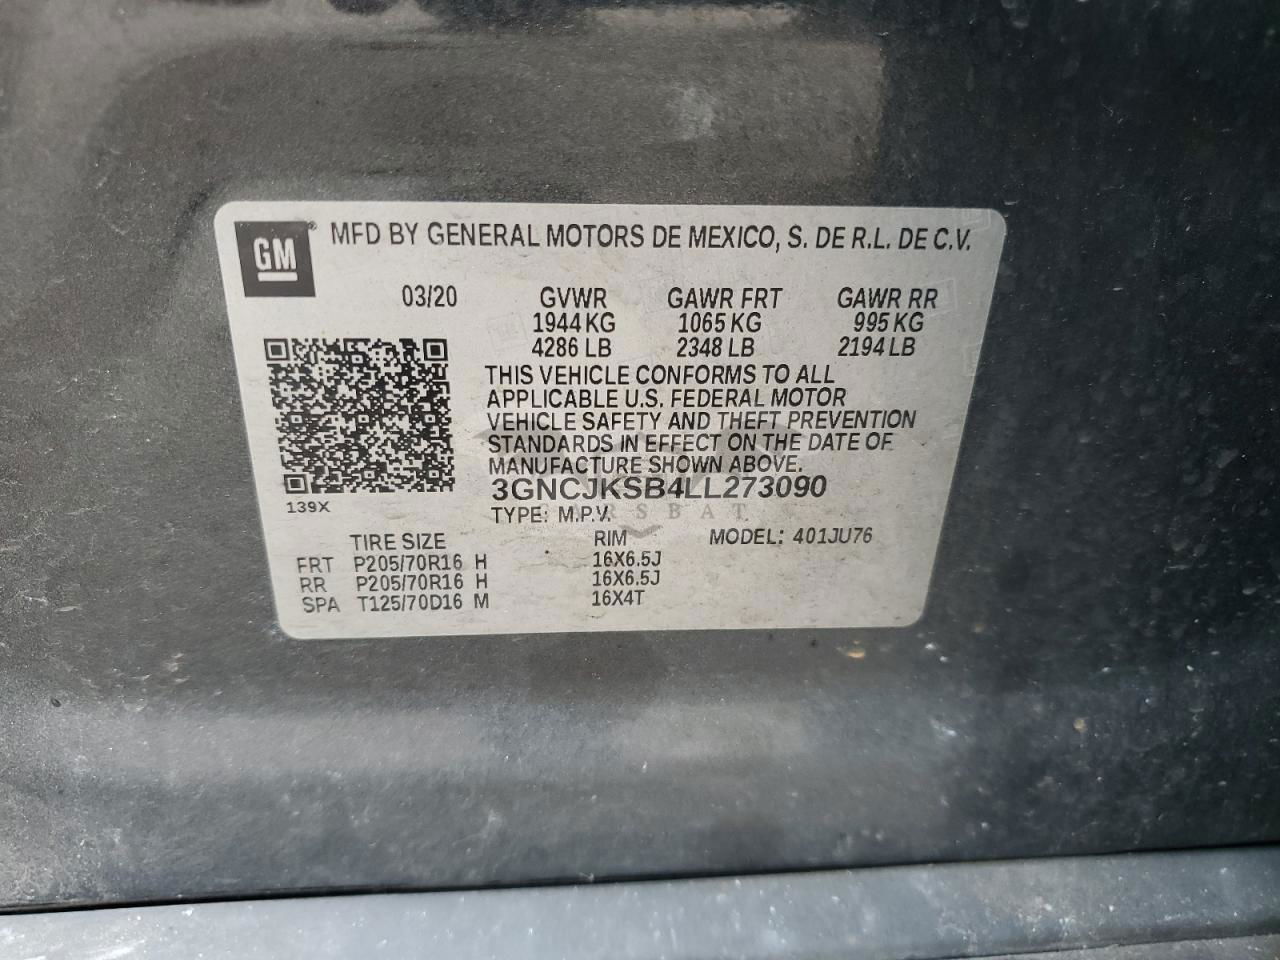 GM ® MFD BY GENERAL MOTORS DE MEXICO, S. DE R.L. DE C.V.
03/20 GVWR GAWR FRT GAWR RR
1944 KG 1065 KG 995 KG
4286 LB 2348 LB 2194 LB
THIS VEHICLE CONFORMS TO ALL
APPLICABLE U.S. FEDERAL MOTOR
VEHICLE SAFETY AND THEFT PREVENTION
STANDARDS IN EFFECT ON THE DATE OF
MANUFACTURE SHOWN ABOVE.
3GNCJKSB4LL273090
139X
TYPE: M.P.V.
TIRE SIZE RIM MODEL: 401JU76
FRT P205/70R16 H 16X6.5J
RR P205/70R16 H 16X6.5J
SPA T125/70D16 M 16X4T